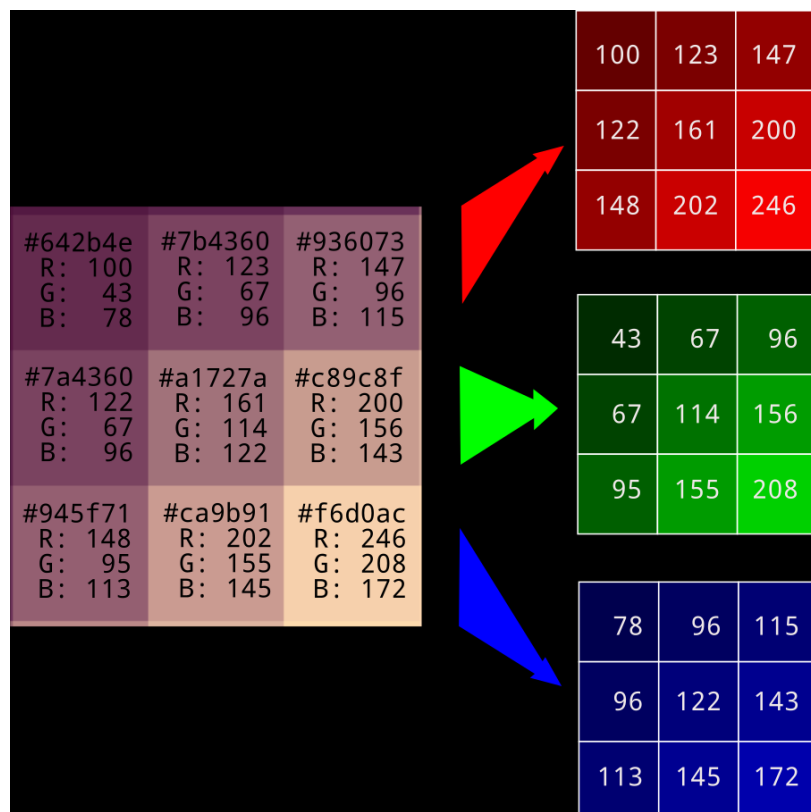 #642b4e #7b4360 #936073
R: 100 R: 123 R: 147
G: 43 G: 67 G: 96
B: 78 B: 96 B: 115
#7a4360 #a1727a #c89c8f
R: 122 R: 161 R: 200
G: 67 G: 114 G: 156
B: 96 B: 122 B: 143
#945f71 #ca9b91 #f6d0ac
R: 148 R: 202 R: 246
G: 95 G: 155 G: 208
B: 113 B: 145 B: 172
100 123 147
122 161 200
148 202 246
43 67 96
67 114 156
95 155 208
78 96 115
96 122 143
113 145 172